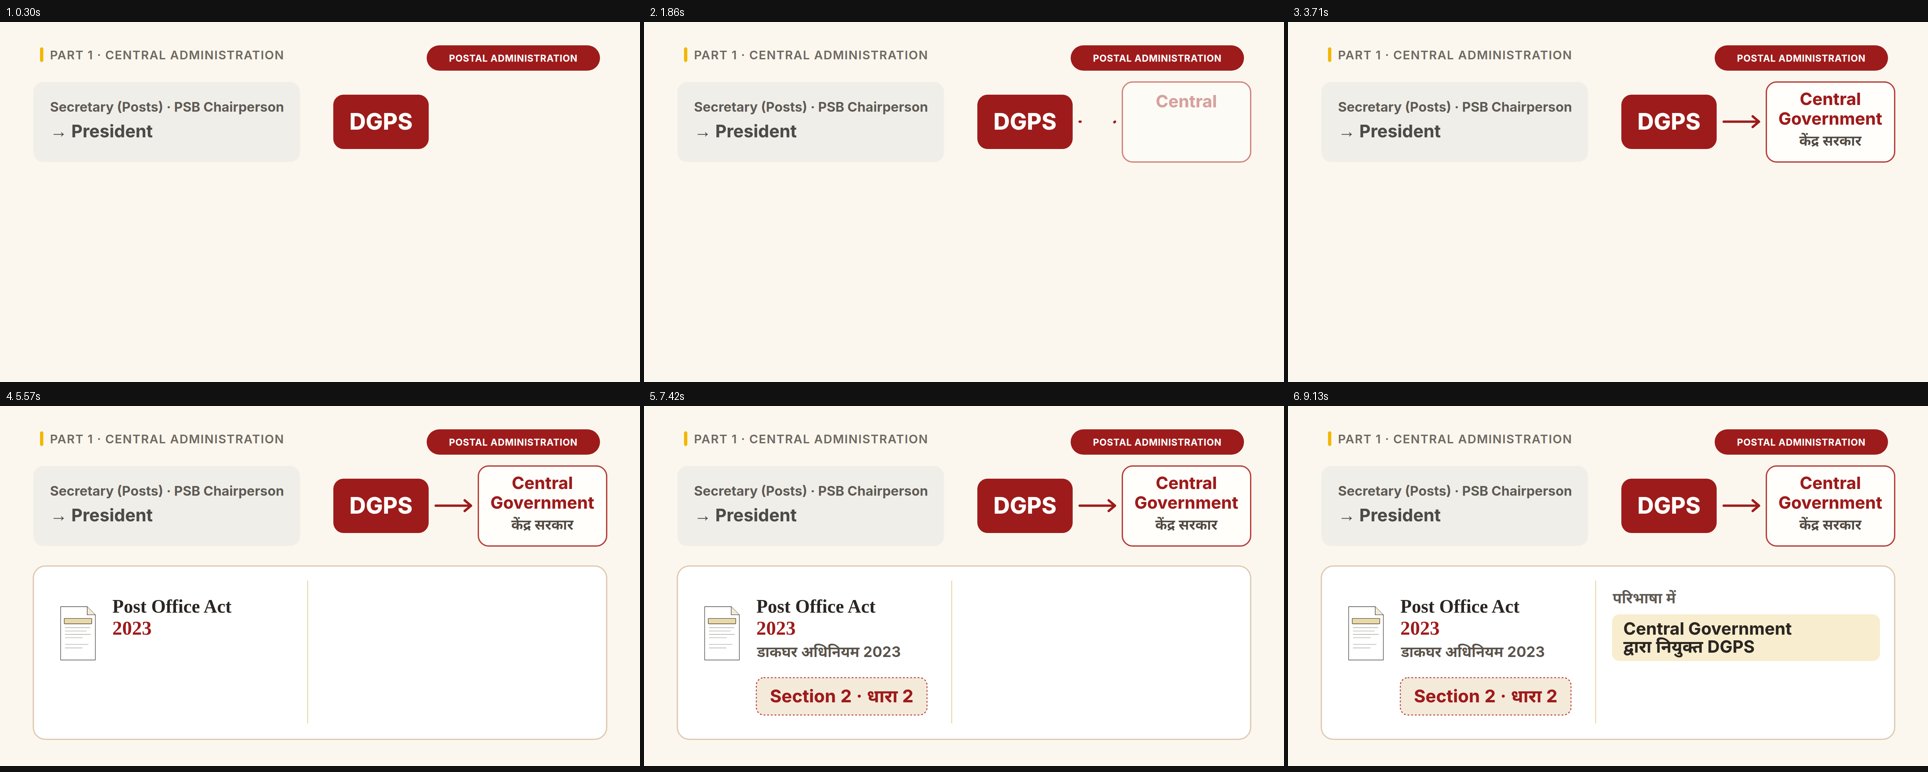 1. 0.30s
PART 1 · CENTRAL ADMINISTRATION
POSTAL ADMINISTRATION
Secretary (Posts) · PSB Chairperson
→ President
DGPS
2. 1.86s
PART 1 · CENTRAL ADMINISTRATION
POSTAL ADMINISTRATION
Secretary (Posts) · PSB Chairperson
→ President
DGPS
Central
3. 3.71s
PART 1 · CENTRAL ADMINISTRATION
POSTAL ADMINISTRATION
Secretary (Posts) · PSB Chairperson
→ President
DGPS
Central
Government
केंद्र सरकार
4. 5.57s
PART 1 · CENTRAL ADMINISTRATION
POSTAL ADMINISTRATION
Secretary (Posts) · PSB Chairperson
→ President
DGPS
Central
Government
केंद्र सरकार
Post Office Act
2023
5. 7.42s
PART 1 · CENTRAL ADMINISTRATION
POSTAL ADMINISTRATION
Secretary (Posts) · PSB Chairperson
→ President
DGPS
Central
Government
केंद्र सरकार
Post Office Act
2023
डाकघर अधिनियम 2023
Section 2 · धारा 2
6. 9.13s
PART 1 · CENTRAL ADMINISTRATION
POSTAL ADMINISTRATION
Secretary (Posts) · PSB Chairperson
→ President
DGPS
Central
Government
केंद्र सरकार
Post Office Act
2023
डाकघर अधिनियम 2023
Section 2 · धारा 2
परिभाषा में
Central Government
द्वारा नियुक्त DGPS